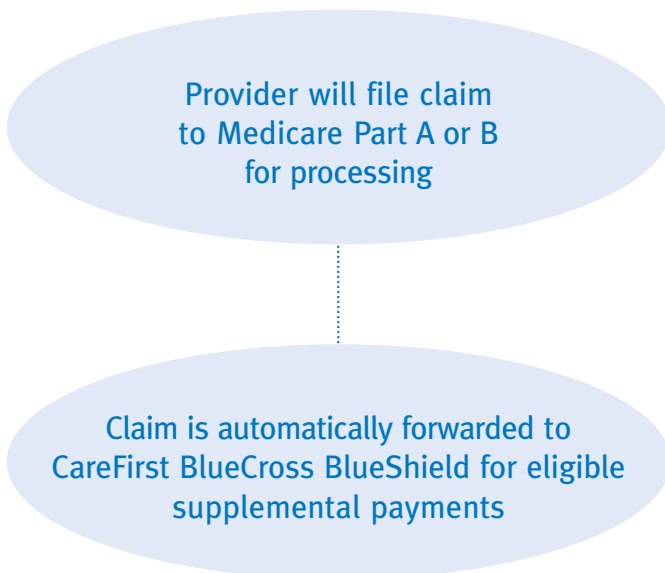 Provider will file claim
to Medicare Part A or B
for processing
Claim is automatically forwarded to
CareFirst BlueCross BlueShield for eligible
supplemental payments